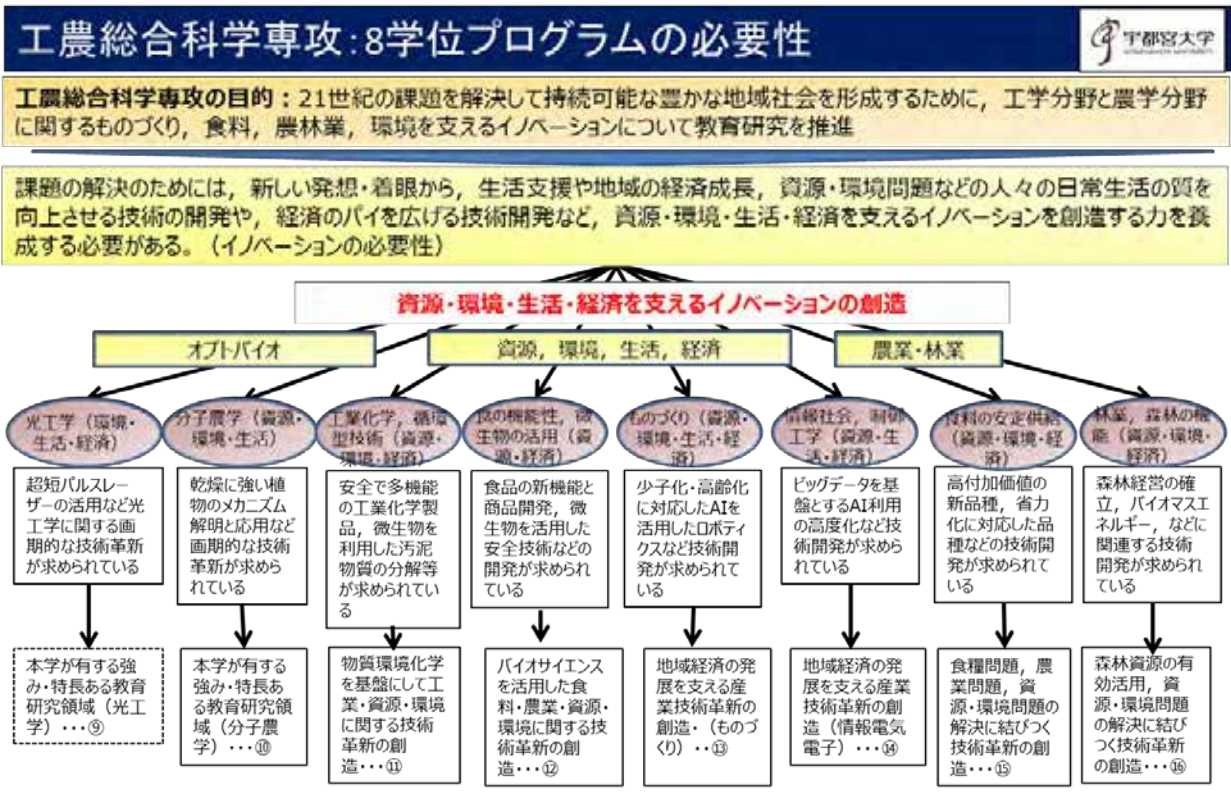 工農総合科学専攻：8学位プログラムの必要性
宇都宮大学
工農総合科学専攻の目的：21世紀の課題を解決して持続可能な豊かな地域社会を形成するために，工学分野と農学分野
に関するものづくり，食料，農林業，環境を支えるイノベーションについて教育研究を推進
課題の解決のためには，新しい発想・着眼から，生活支援や地域の経済成長，資源・環境問題などの人々の日常生活の質を
向上させる技術の開発や，経済のパイを広げる技術開発など，資源・環境・生活・経済を支えるイノベーションを創造する力を養
成する必要がある。（イノベーションの必要性）
資源・環境・生活・経済を支えるイノベーションの創造
オプトバイオ
資源，環境，生活，経済
農業・林業
光工学（環境・
生活・経済）
分子農学（資源・
環境・生活）
工業化学，循環
型技術（資源・
環境・経済）
食の機能性，微
生物の活用（資
源・経済）
ものづくり（資源・
環境・生活・経
済）
情報社会，制御
工学（資源・生
活・経済）
食料の安定供給
（資源・環境・経
済）
林業，森林の機
能（資源・環境・
経済）
超短パルスレー
ザーの活用など光
工学に関する画
期的な技術革新
が求められている
乾燥に強い植
物のメカニズム
解明と応用など
画期的な技術
革新が求めら
れている
安全で多機能
の工業化学製
品，微生物を
利用した汚泥
物質の分解等
が求められてい
る
食品の新機能と
商品開発，微
生物を活用した
安全技術などの
開発が求められ
ている
少子化・高齢化
に対応したAIを
活用したロボティ
クスなど技術開
発が求められて
いる
ビッグデータを基
盤とするAI利用
の高度化など技
術開発が求めら
れている
高付加価値の
新品種，省力
化に対応した品
種などの技術開
発が求められて
いる
森林経営の確
立，バイオマスエ
ネルギー，などに
関連する技術
開発が求められ
ている
本学が有する強
み・特長ある教育
研究領域（光工
学）・・・⑨
本学が有する
強み・特長あ
る教育研究領
域（分子農
学）・・・⑩
物質環境化学
を基盤にして工
業・資源・環境
に関する技術
革新の創
造・・・⑪
バイオサイエンス
を活用した食
料・農業・資源・
環境に関する技
術革新の創
造・・・⑫
地域経済の発
展を支える産
業技術革新の
創造・（ものづ
くり）・・⑬
地域経済の発
展を支える産業
技術革新の創
造（情報電気
電子）・・・⑭
食糧問題，農
業問題，資
源・環境問題の
解決に結びつく
技術革新の創
造・・・⑮
森林資源の有
効活用，資
源・環境問題
の解決に結び
つく技術革新
の創造・・・⑯